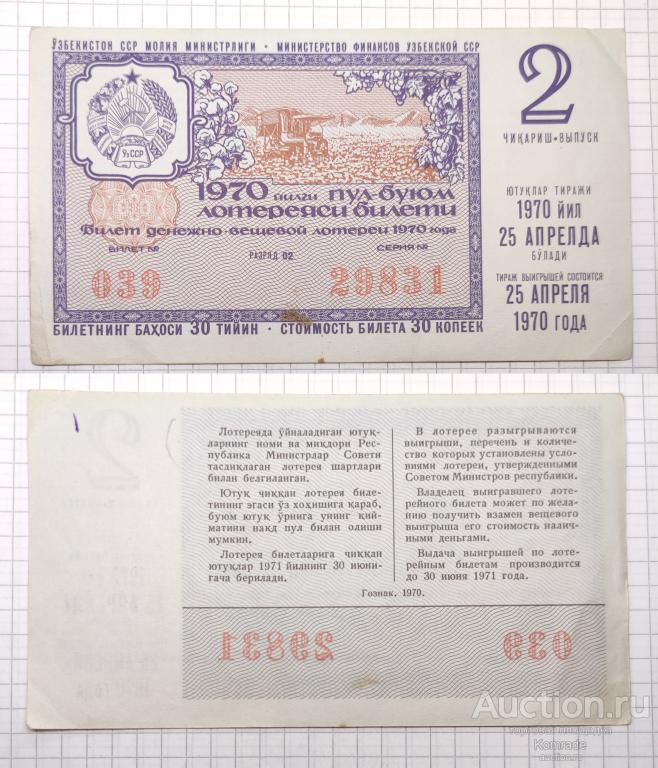 ЎЗБЕКИСТОН ССР МОЛИЯ МИНИСТРЛИГИ • МИНИСТЕРСТВО ФИНАНСОВ УЗБЕКСКОЙ ССР
ЎзССР
1970 йилги пул-буюм
лотереяси билети
Билет денежно-вещевой лотереи 1970 года
БИЛЕТ № РАЗРЯД 02 СЕРИЯ №
039 29831
БИЛЕТНИНГ БАҲОСИ 30 ТИЙИН • СТОИМОСТЬ БИЛЕТА 30 КОПЕЕК
2
ЧИҚАРИШ • ВЫПУСК
ЮТУҚЛАР ТИРАЖИ
1970 ЙИЛ
25 АПРЕЛДА
БЎЛАДИ
ТИРАЖ ВЫИГРЫШЕЙ СОСТОИТСЯ
25 АПРЕЛЯ
1970 ГОДА
Лотереяда ўйналадиган ютуқ-
ларнинг номи ва миқдори Рес-
публика Министрлар Совети
тасдиқлаган лотерея шартлари
билан белгиланган.
Ютуқ чиққан лотерея биле-
тининг эгаси ўз хоҳишига қараб,
буюм ютуқ ўрнига унинг қий-
матини вақд пул билан олиши
мумкин.
Лотерея билетларига чиққан
ютуқлар 1971 йилнинг 30 июни-
гача берилади.
В лотерее разыгрываются
выигрыши, перечень и количе-
ство которых установлены усло-
виями лотереи, утвержденными
Советом Министров республики.
Владелец выигравшего лоте-
рейного билета может по жела-
нию получить взамен вещевого
выигрыша его стоимость налич-
ными деньгами.
Выдача выигрышей по лоте-
рейным билетам производится
до 30 июня 1971 года.
Гознак. 1970.
29831 039
Auction.ru
торговая площадка
Komrade
auction.ru